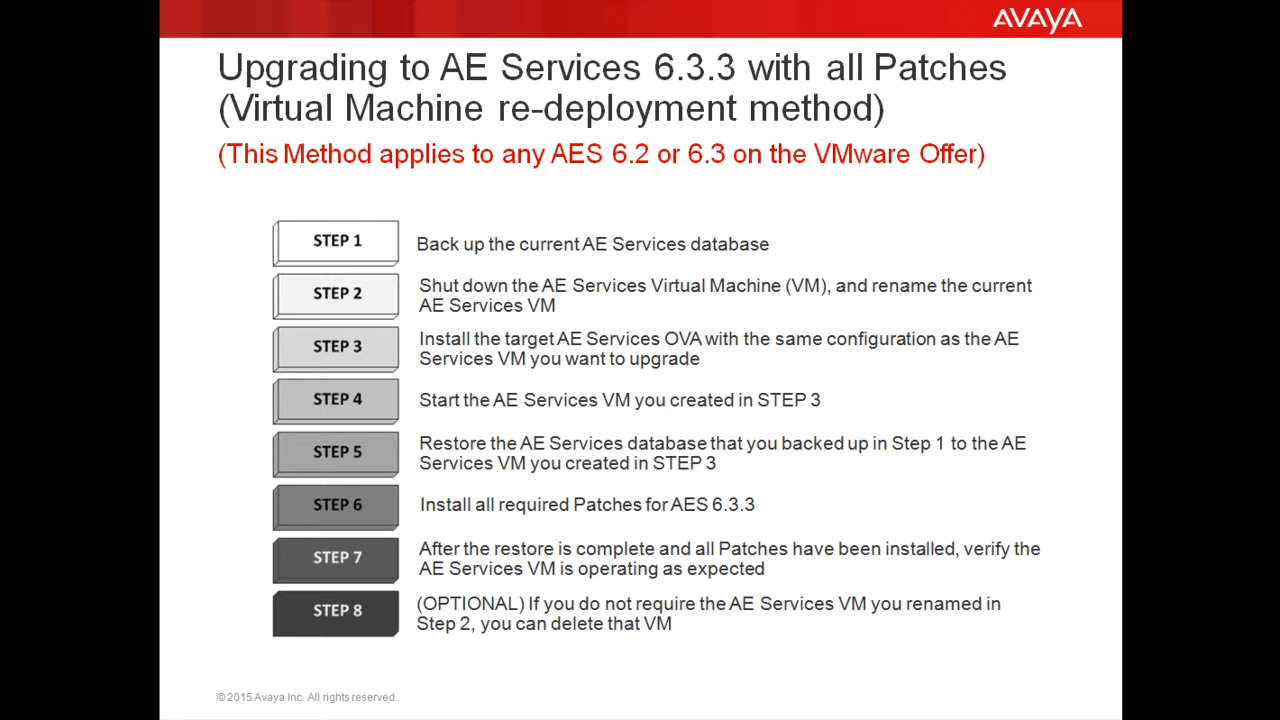 AVAYA
Upgrading to AE Services 6.3.3 with all Patches
(Virtual Machine re-deployment method)
(This Method applies to any AES 6.2 or 6.3 on the VMware Offer)
STEP 1
Back up the current AE Services database
STEP 2
Shut down the AE Services Virtual Machine (VM), and rename the current
AE Services VM
STEP 3
Install the target AE Services OVA with the same configuration as the AE
Services VM you want to upgrade
STEP 4
Start the AE Services VM you created in STEP 3
STEP 5
Restore the AE Services database that you backed up in Step 1 to the AE
Services VM you created in STEP 3
STEP 6
Install all required Patches for AES 6.3.3
STEP 7
After the restore is complete and all Patches have been installed, verify the
AE Services VM is operating as expected
STEP 8
(OPTIONAL) If you do not require the AE Services VM you renamed in
Step 2, you can delete that VM
© 2015 Avaya Inc. All rights reserved.